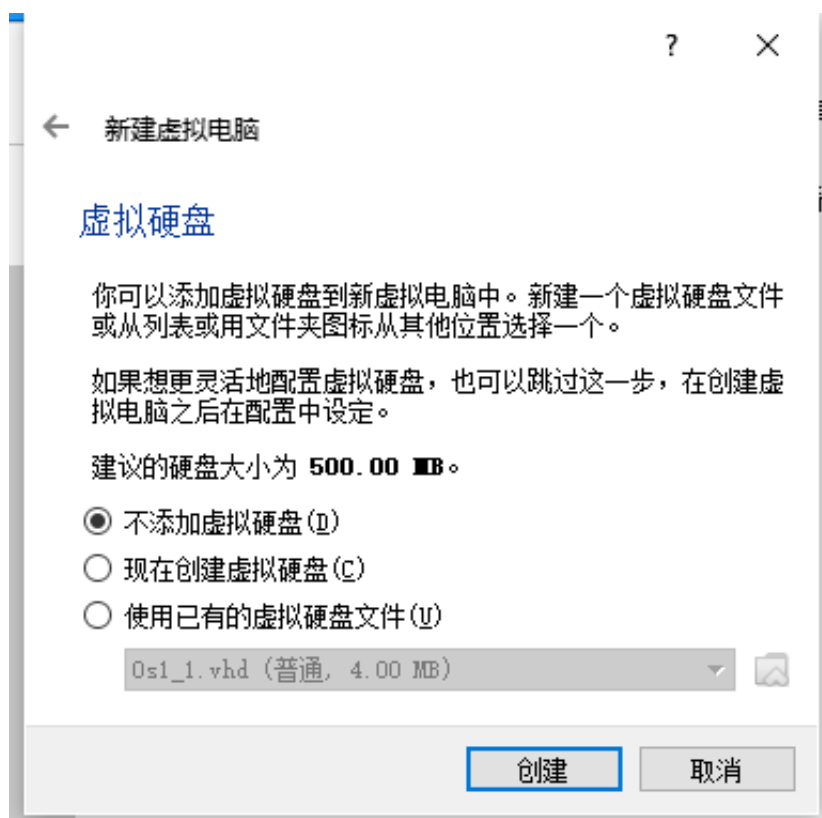 ?
新建虚拟电脑
虚拟硬盘
你可以添加虚拟硬盘到新虚拟电脑中。新建一个虚拟硬盘文件
或从列表或用文件夹图标从其他位置选择一个。
如果想更灵活地配置虚拟硬盘，也可以跳过这一步，在创建虚
拟电脑之后在配置中设定。
建议的硬盘大小为 500.00 MB。
不添加虚拟硬盘(D)
现在创建虚拟硬盘(C)
使用已有的虚拟硬盘文件(U)
Os1_1.vhd (普通, 4.00 MB)
创建 取消